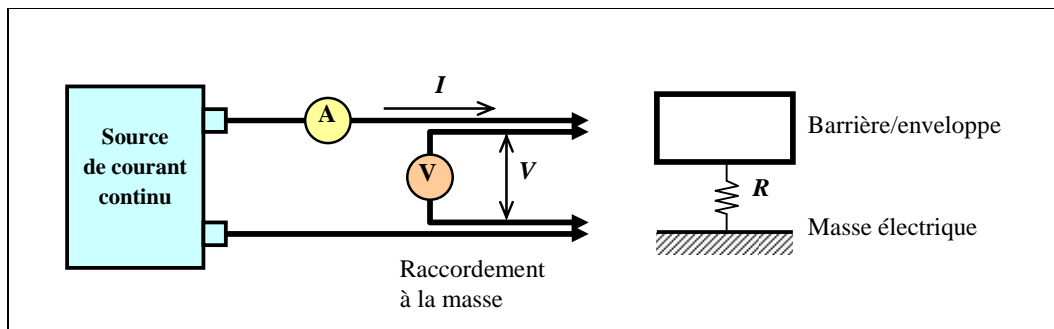 Source
de courant
continu
A
I
V
V
Raccordement
à la masse
Barrière/enveloppe
R
Masse électrique